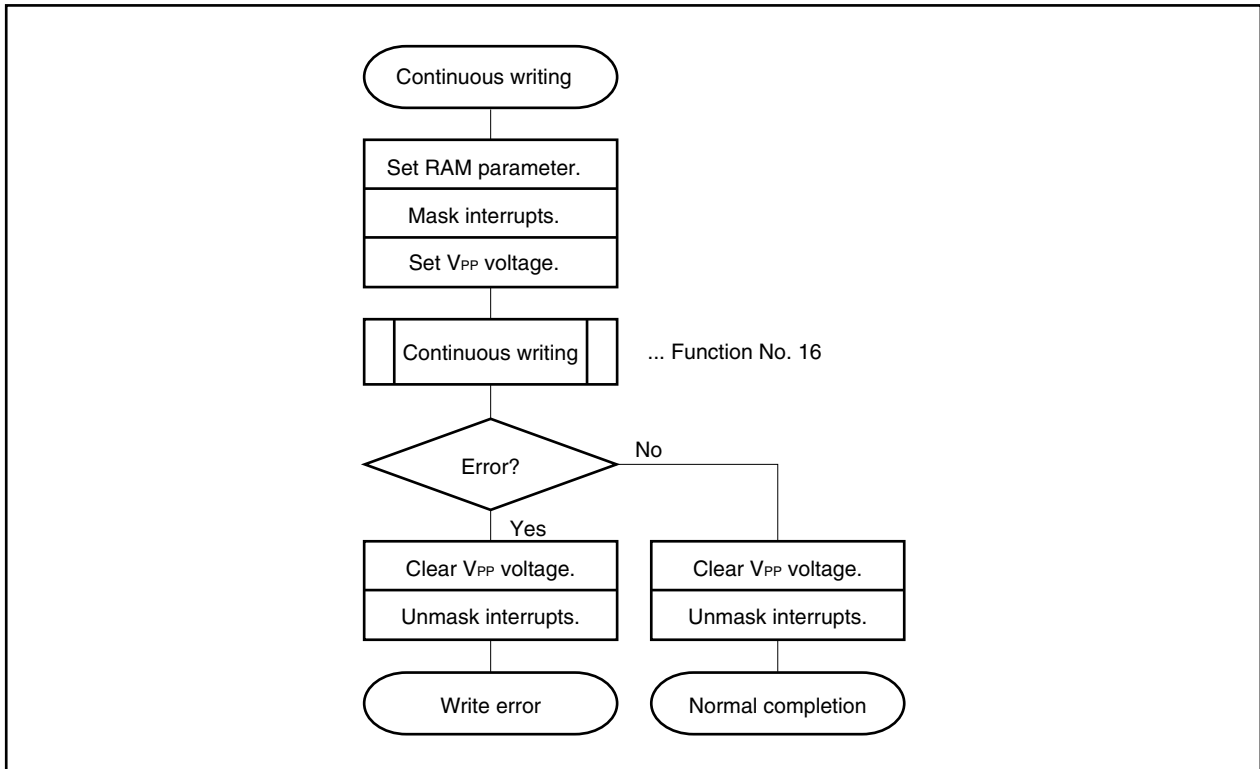 Continuous writing
Set RAM parameter.
Mask interrupts.
Set VPP voltage.
Continuous writing
... Function No. 16
Error?
No
Yes
Clear VPP voltage.
Unmask interrupts.
Clear VPP voltage.
Unmask interrupts.
Write error
Normal completion